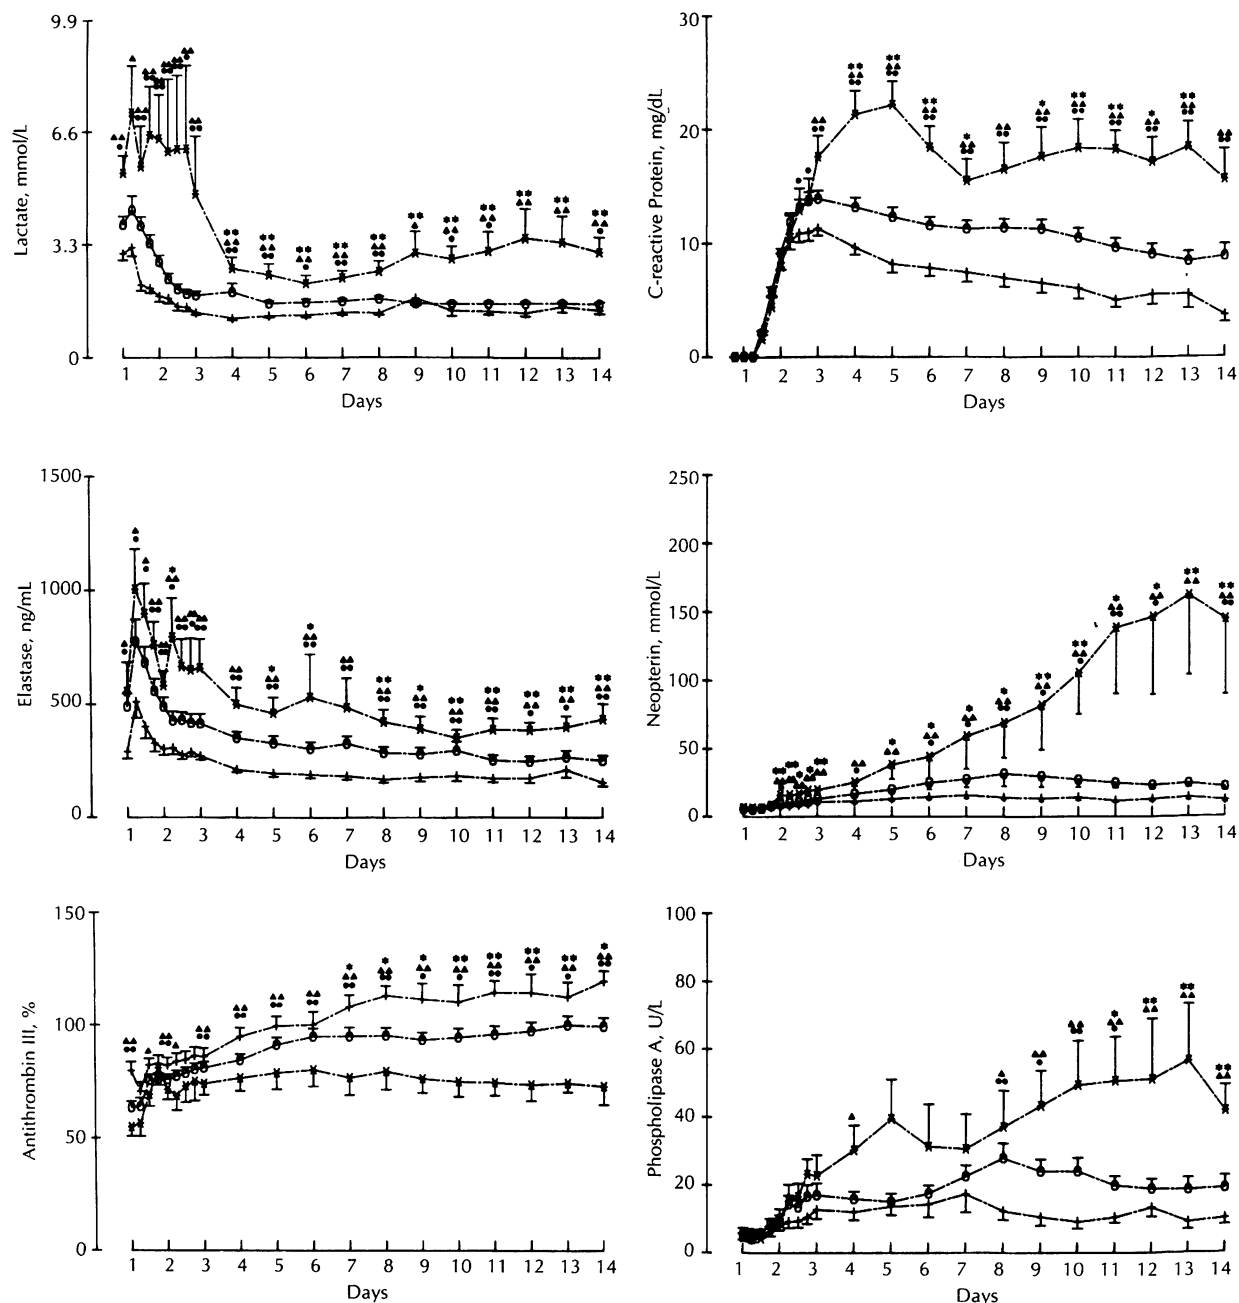 9.9
6.6
3.3
0
Lactate, mmol/L
1 2 3 4 5 6 7 8 9 10 11 12 13 14
Days
30
20
10
0
C-reactive Protein, mg/dL
1 2 3 4 5 6 7 8 9 10 11 12 13 14
Days
1500
1000
500
0
Elastase, ng/mL
1 2 3 4 5 6 7 8 9 10 11 12 13 14
Days
250
200
150
100
50
0
Neopterin, mmol/L
1 2 3 4 5 6 7 8 9 10 11 12 13 14
Days
150
100
50
0
Antithrombin III, %
1 2 3 4 5 6 7 8 9 10 11 12 13 14
Days
100
80
60
40
20
0
Phospholipase A, U/L
1 2 3 4 5 6 7 8 9 10 11 12 13 14
Days